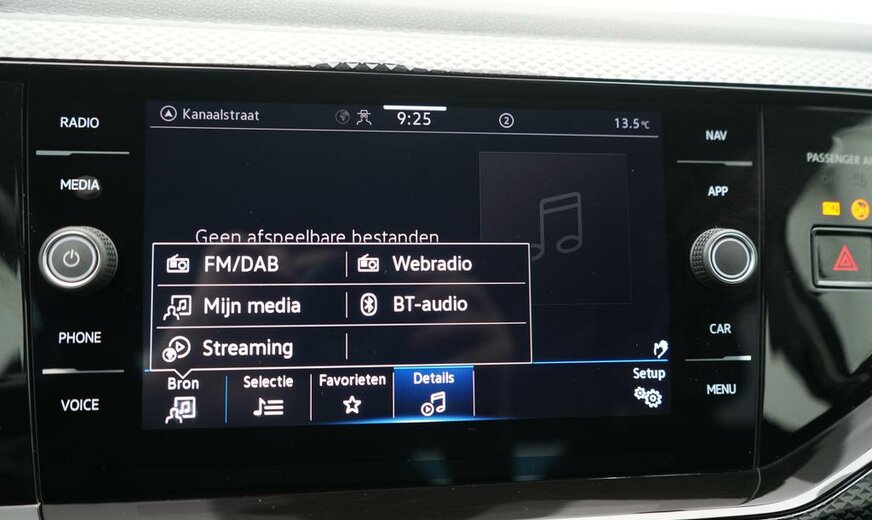 RADIO
MEDIA
PHONE
VOICE
Kanaalstraat
9:25
2
13.5°C
Geen afspeelbare bestanden
FM/DAB
Webradio
Mijn media
BT-audio
Streaming
Bron
Selectie
Favorieten
Details
Setup
NAV
APP
CAR
MENU
PASSENGER
ON